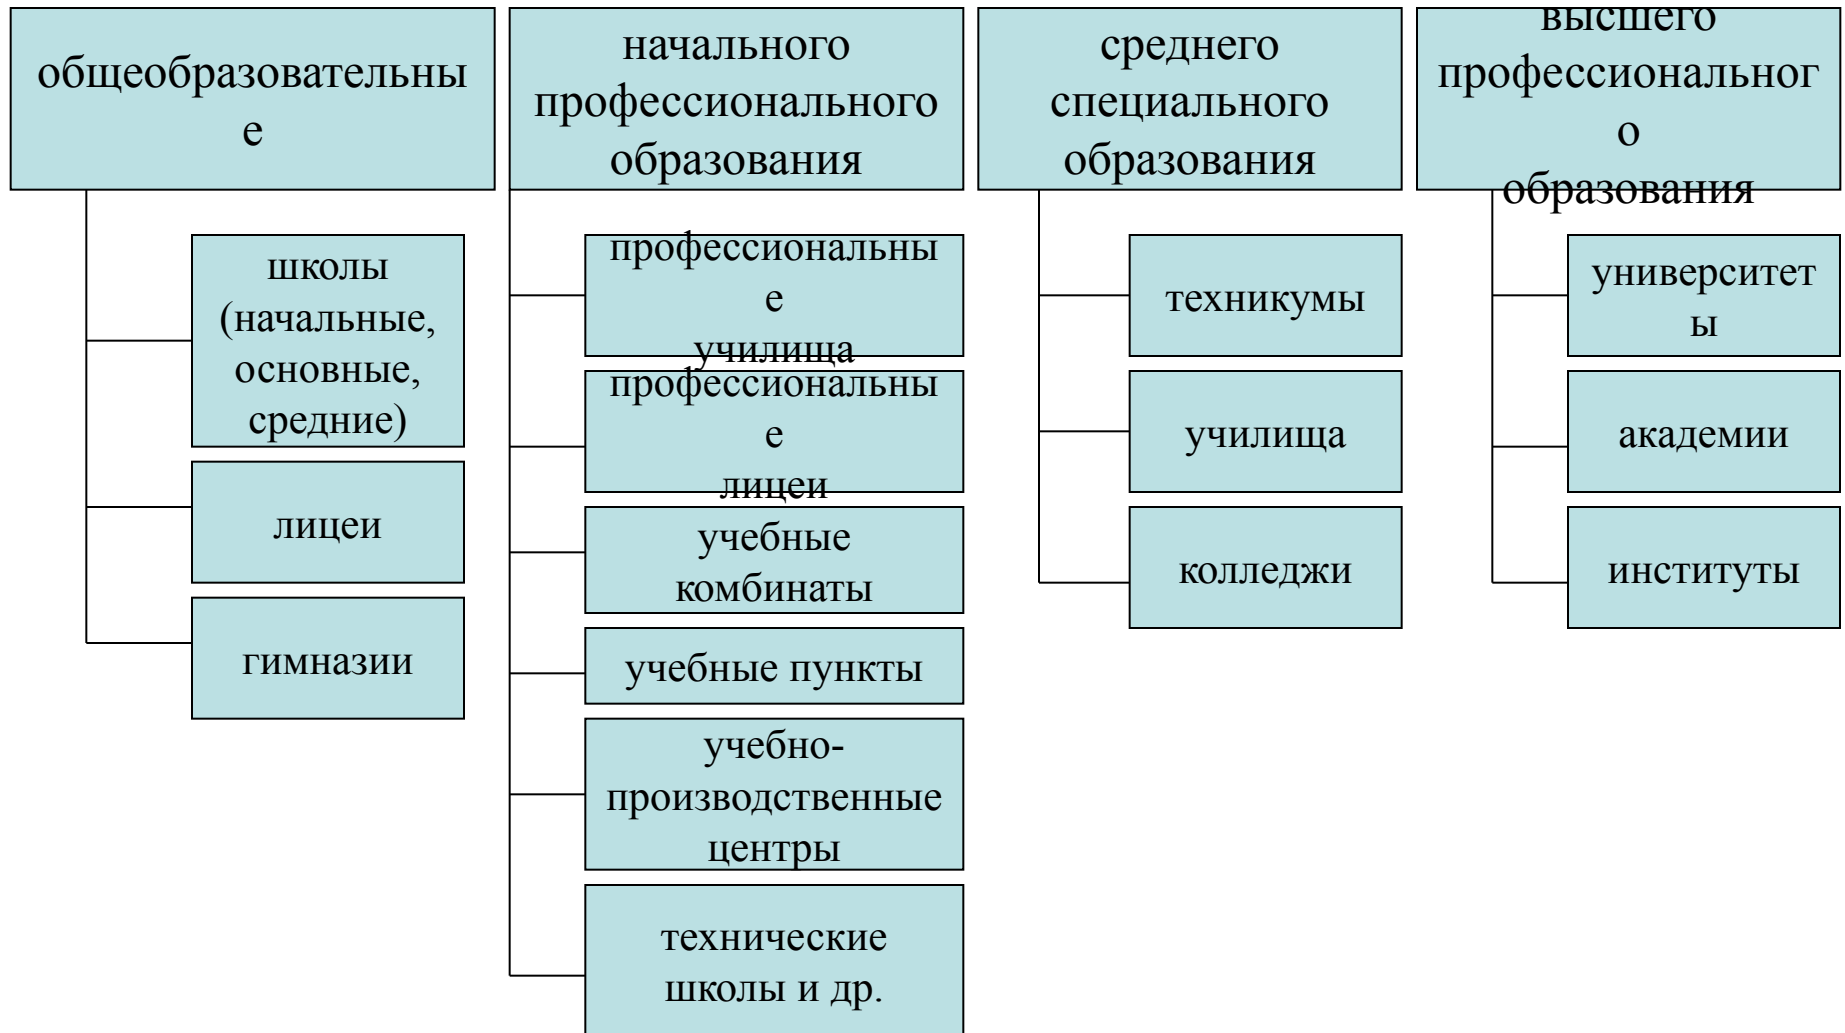 общеобразовательны
е
школы
(начальные,
основные,
средние)
лицеи
гимназии
начального
профессионального
образования
профессиональны
е
училища
профессиональны
е
лицеи
учебные
комбинаты
учебные пункты
учебно-
производственные
центры
технические
школы и др.
среднего
специального
образования
техникумы
училища
колледжи
высшего
профессиональног
о
образования
университет
ы
академии
институты